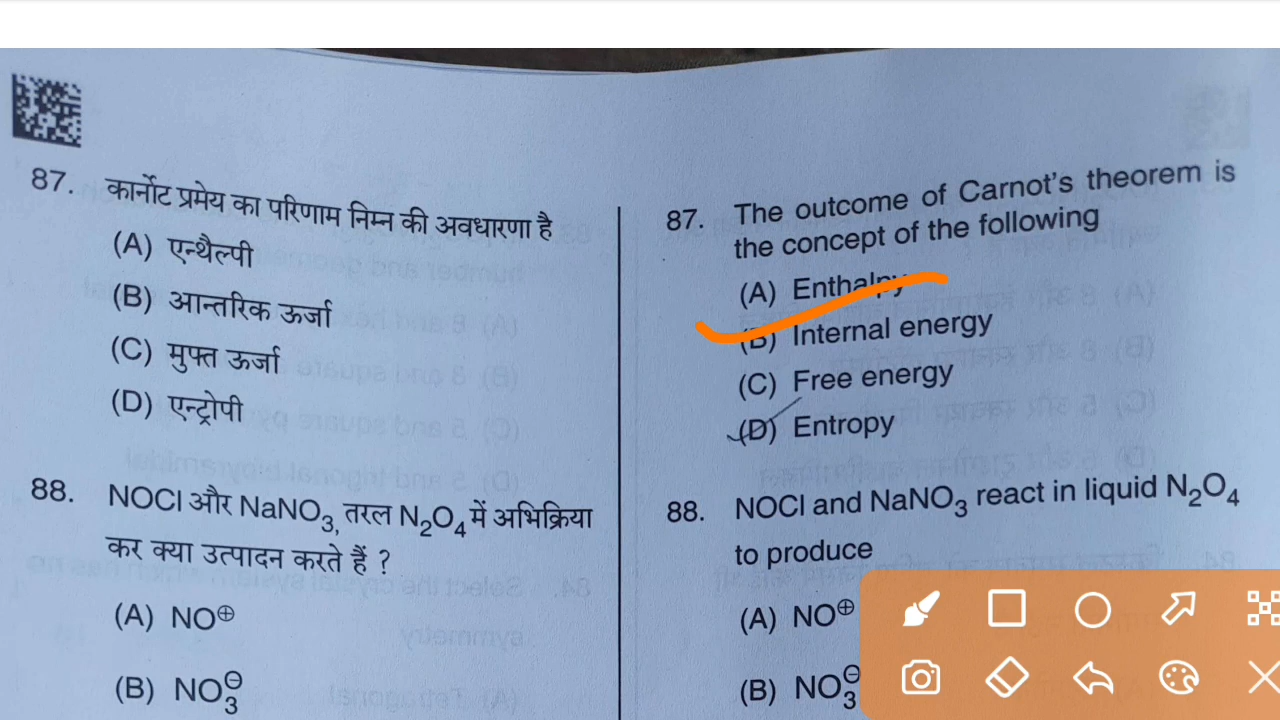 87. कार्नोट प्रमेय का परिणाम निम्न की अवधारणा है
(A) एन्थैल्पी
(B) आन्तरिक ऊर्जा
(C) मुफ्त ऊर्जा
(D) एन्ट्रोपी
88. NOCl और NaNO₃, तरल N₂O₄ में अभिक्रिया
कर क्या उत्पादन करते हैं ?
(A) NO⊕
(B) NO₃⊖
87. The outcome of Carnot's theorem is
the concept of the following
(A) Enthalpy
(B) Internal energy
(C) Free energy
(D) Entropy
88. NOCl and NaNO₃ react in liquid N₂O₄
to produce
(A) NO⊕
(B) NO₃⊖